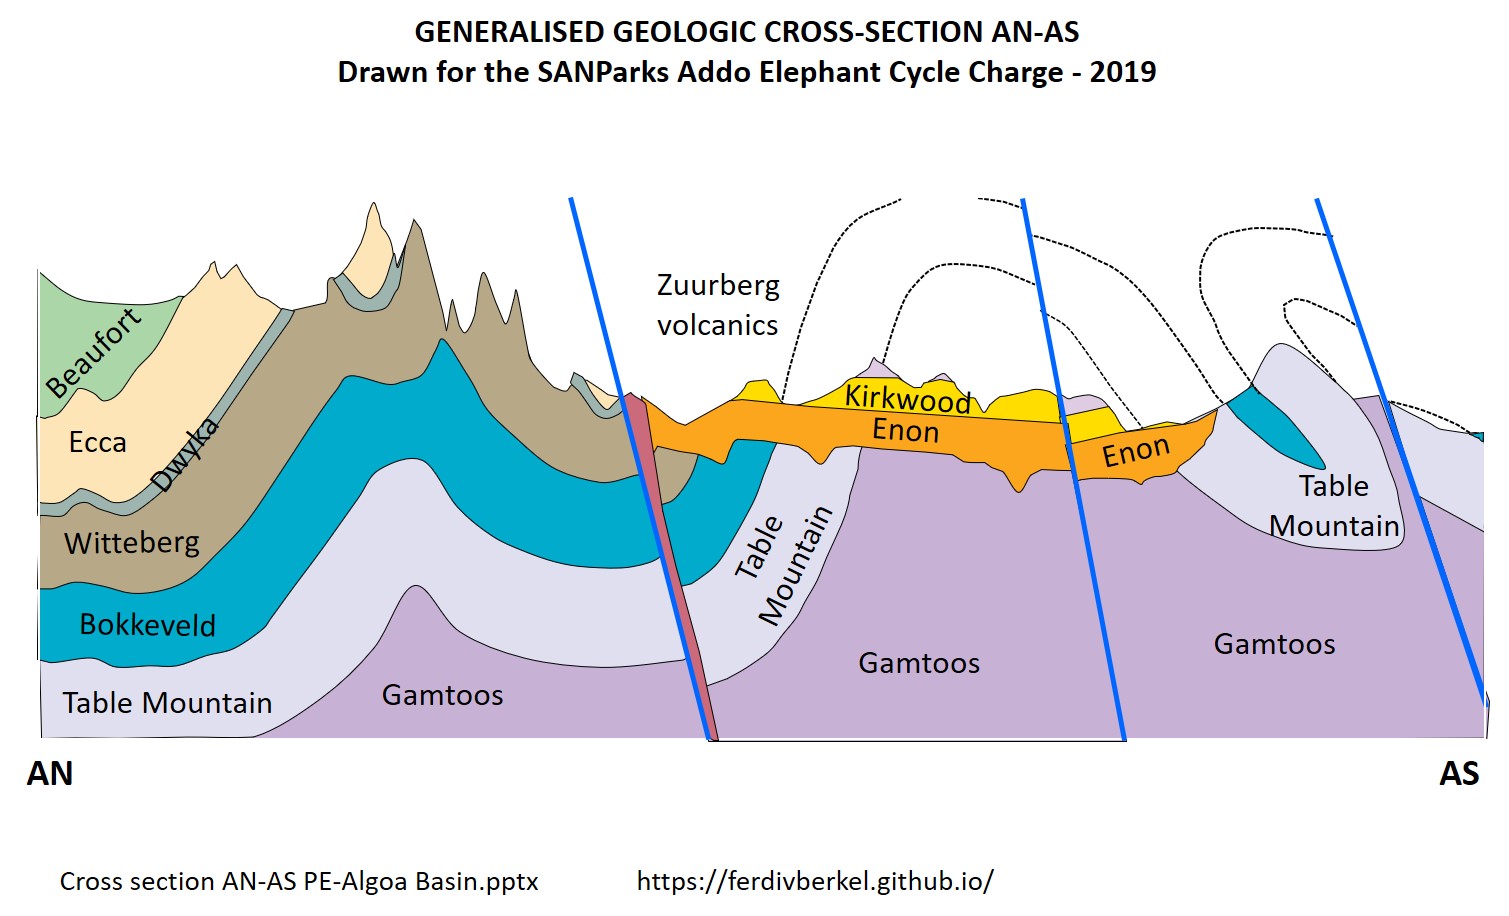 GENERALISED GEOLOGIC CROSS-SECTION AN-AS
Drawn for the SANParks Addo Elephant Cycle Charge - 2019
Zuurberg
volcanics
Beaufort
Kirkwood
Enon
Ecca
Dwyka
Enon
Table
Mountain
Witteberg
Table
Mountain
Bokkeveld
Gamtoos
Gamtoos
Table Mountain
Gamtoos
AN
AS
Cross section AN-AS PE-Algoa Basin.pptx
https://ferdivberkel.github.io/